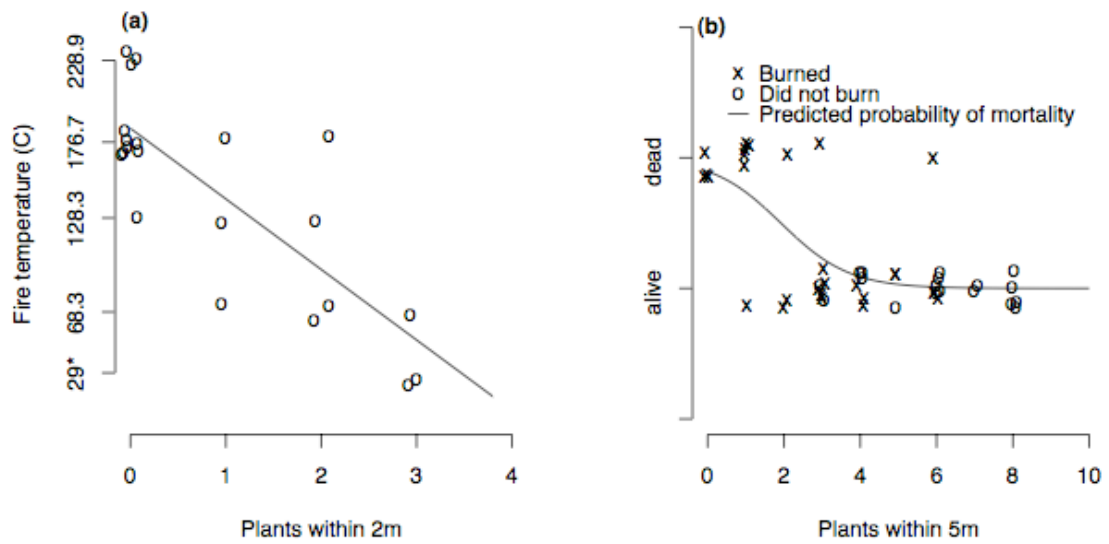 (a)
Fire temperature (C)
228.9
176.7
128.3
68.3
29*
0 1 2 3 4
Plants within 2m
(b)
X Burned
O Did not burn
— Predicted probability of mortality
dead
alive
0 2 4 6 8 10
Plants within 5m